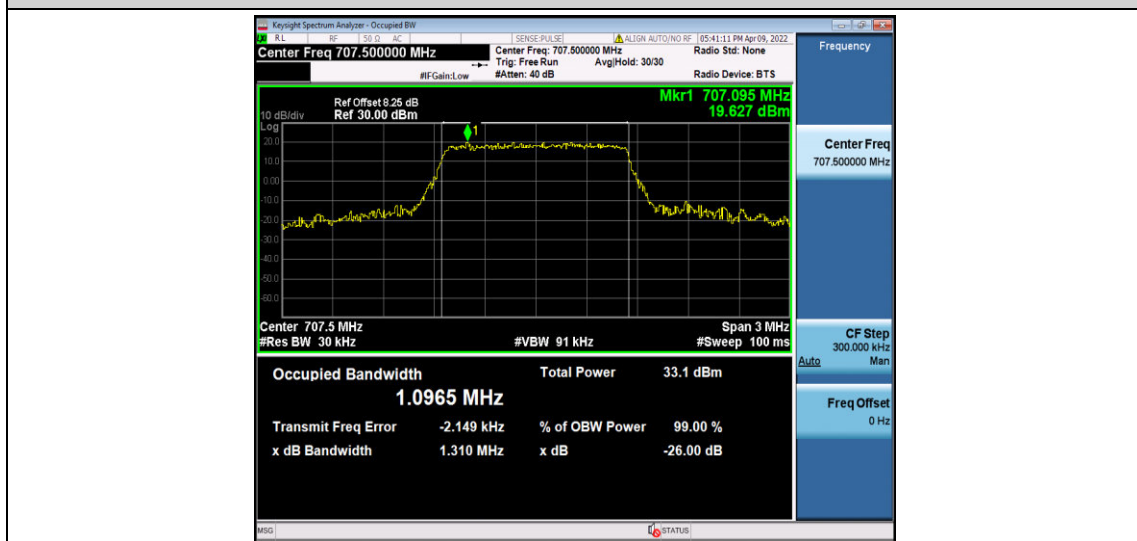 Keysight Spectrum Analyzer - Occupied BW
RL RF 50 Ω AC SENSE:PULSE ALIGN AUTO/NO RF 05:41:11 PM Apr 09, 2022
Center Freq 707.500000 MHz
Center Freq: 707.500000 MHz Radio Std: None
Trig: Free Run Avg|Hold: 30/30
#IFGain:Low #Atten: 40 dB Radio Device: BTS
Mkr1 707.095 MHz
19.627 dBm
Ref Offset 8.25 dB
10 dB/div Ref 30.00 dBm
Log
1
20.0
10.0
0.00
-10.0
-20.0
-30.0
-40.0
-50.0
-60.0
Center 707.5 MHz Span 3 MHz
#Res BW 30 kHz #VBW 91 kHz #Sweep 100 ms
Occupied Bandwidth Total Power 33.1 dBm
1.0965 MHz
Transmit Freq Error -2.149 kHz % of OBW Power 99.00 %
x dB Bandwidth 1.310 MHz x dB -26.00 dB
MSG STATUS
Frequency
Center Freq
707.500000 MHz
CF Step
300.000 kHz
Auto Man
Freq Offset
0 Hz